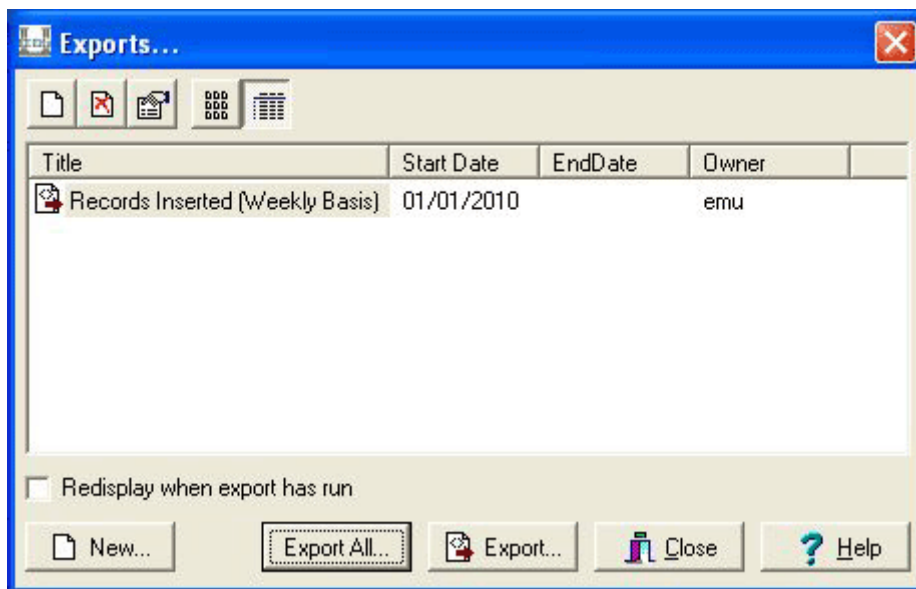 Exports...
Title Start Date EndDate Owner
Records Inserted (Weekly Basis) 01/01/2010 emu
Redisplay when export has run
New... Export All... Export... Close Help